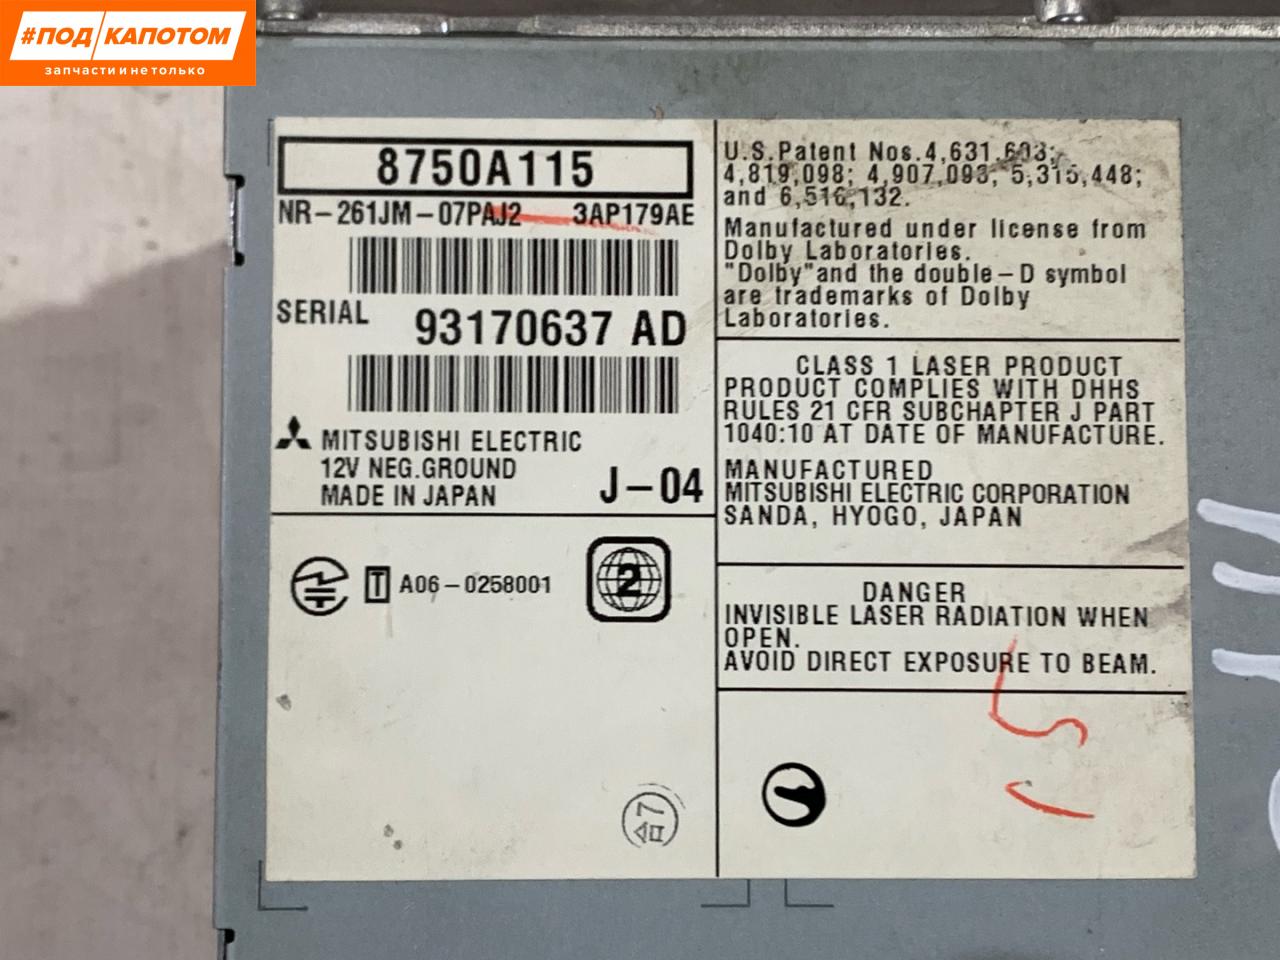 #ПОД КАПОТОМ
запчасти и не только
8750A115
NR-261JM-07PAJ2 3AP179AE
SERIAL 93170637 AD
MITSUBISHI ELECTRIC
12V NEG.GROUND
MADE IN JAPAN J-04
T A06-0258001 2
U.S.Patent Nos.4,631,603;
4,819,098; 4,907,093; 5,315,448;
and 6,516,132.
Manufactured under license from
Dolby Laboratories.
"Dolby"and the double-D symbol
are trademarks of Dolby
Laboratories.
CLASS 1 LASER PRODUCT
PRODUCT COMPLIES WITH DHHS
RULES 21 CFR SUBCHAPTER J PART
1040:10 AT DATE OF MANUFACTURE.
MANUFACTURED
MITSUBISHI ELECTRIC CORPORATION
SANDA, HYOGO, JAPAN
DANGER
INVISIBLE LASER RADIATION WHEN
OPEN.
AVOID DIRECT EXPOSURE TO BEAM.